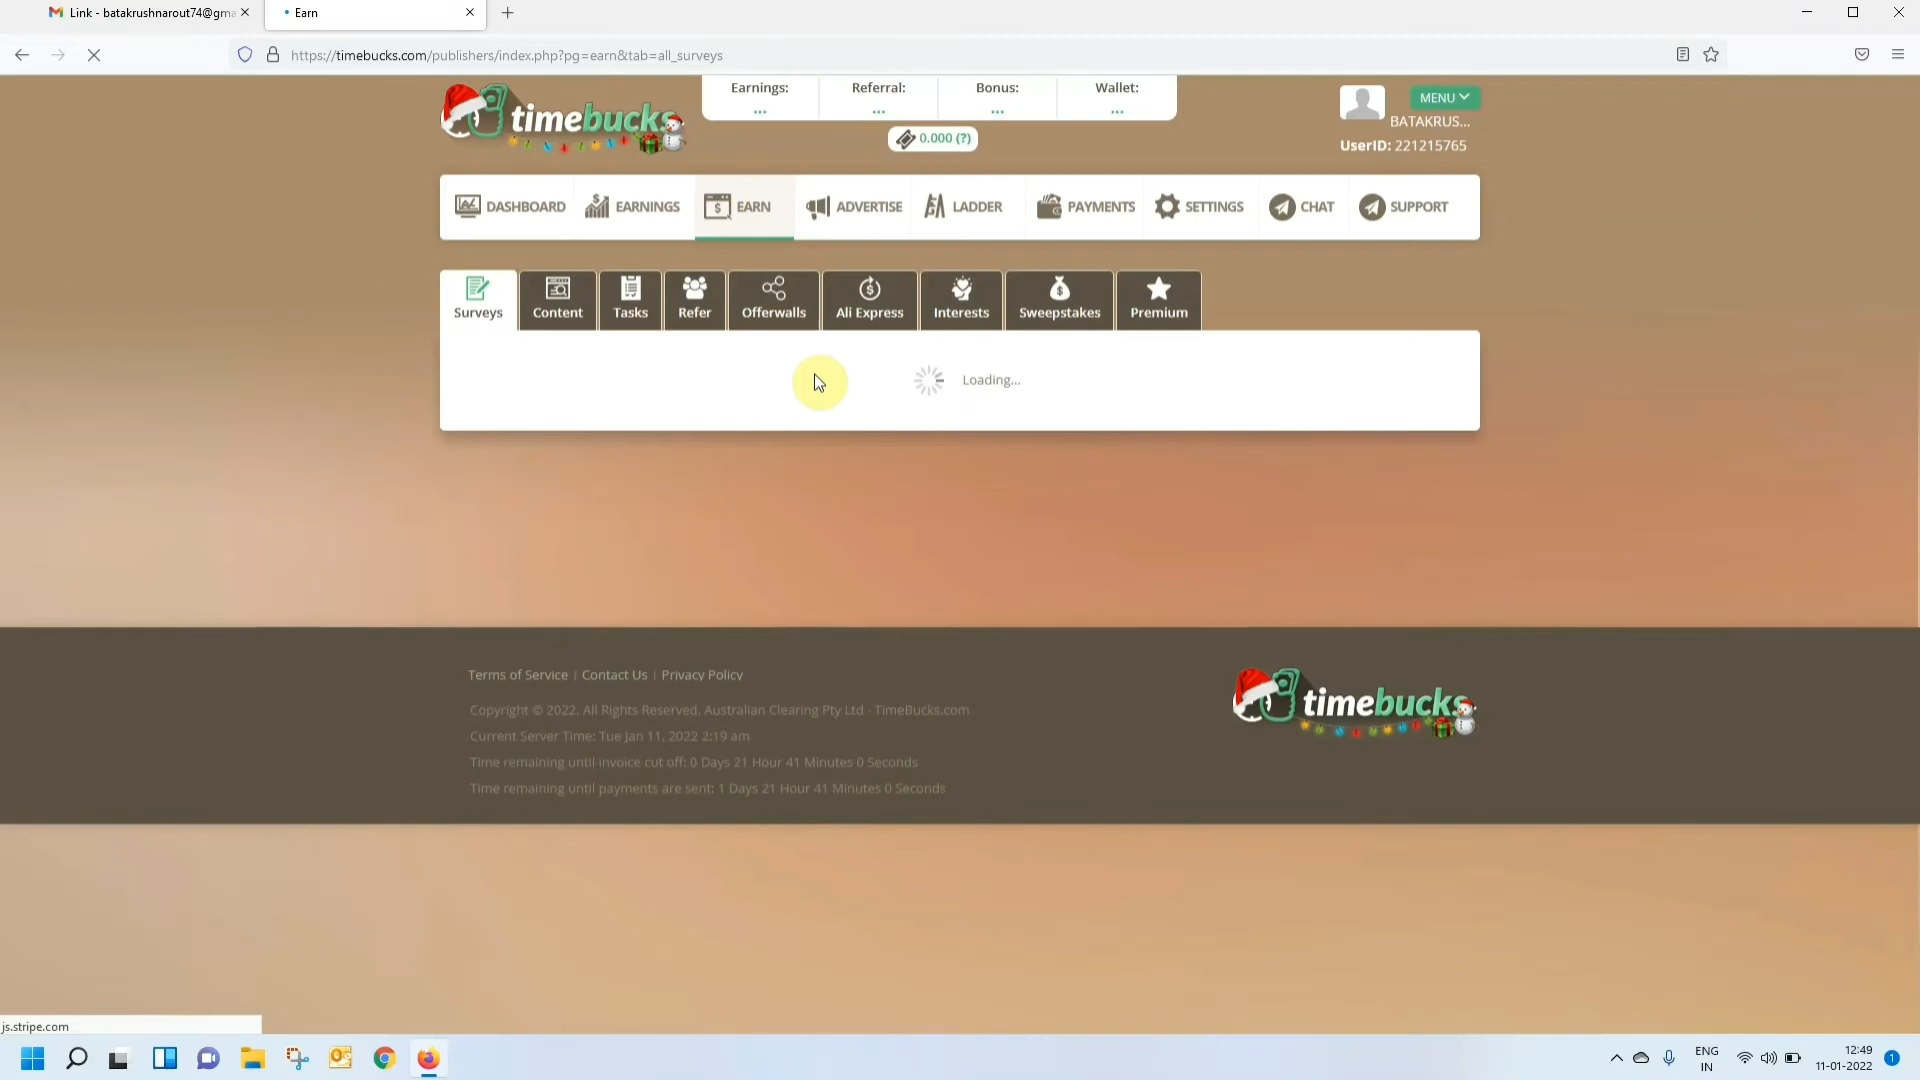 Link - batakrushnarout74@gma
Earn
https://timebucks.com/publishers/index.php?pg=earn&tab=all_surveys
timebucks
Earnings:
...
Referral:
...
Bonus:
...
Wallet:
...
0.000 (?)
MENU
BATAKRUS...
UserID: 221215765
DASHBOARD
EARNINGS
EARN
ADVERTISE
LADDER
PAYMENTS
SETTINGS
CHAT
SUPPORT
Surveys
Content
Tasks
Refer
Offerwalls
Ali Express
Interests
Sweepstakes
Premium
Loading...
Terms of Service | Contact Us | Privacy Policy
Copyright © 2022. All Rights Reserved. Australian Clearing Pty Ltd - TimeBucks.com
Current Server Time: Tue Jan 11, 2022 2:19 am
Time remaining until invoice cut off: 0 Days 21 Hour 41 Minutes 0 Seconds
Time remaining until payments are sent: 1 Days 21 Hour 41 Minutes 0 Seconds
timebucks
js.stripe.com
ENG
IN
12:49
11-01-2022
1